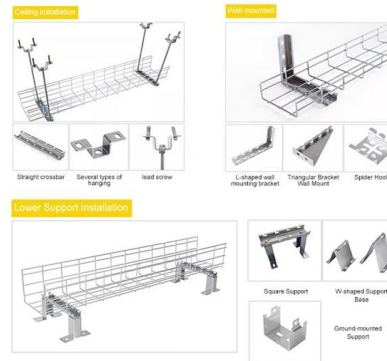 Ceiling installation
Wall-mounted
Straight crossbar
Several types of
hanging
lead screw
L-shaped wall
mounting bracket
Triangular Bracket
Wall Mount
Spider Hook
Lower Support Installation
Square Support
W-shaped Support
Base
Ground-mounted
Support